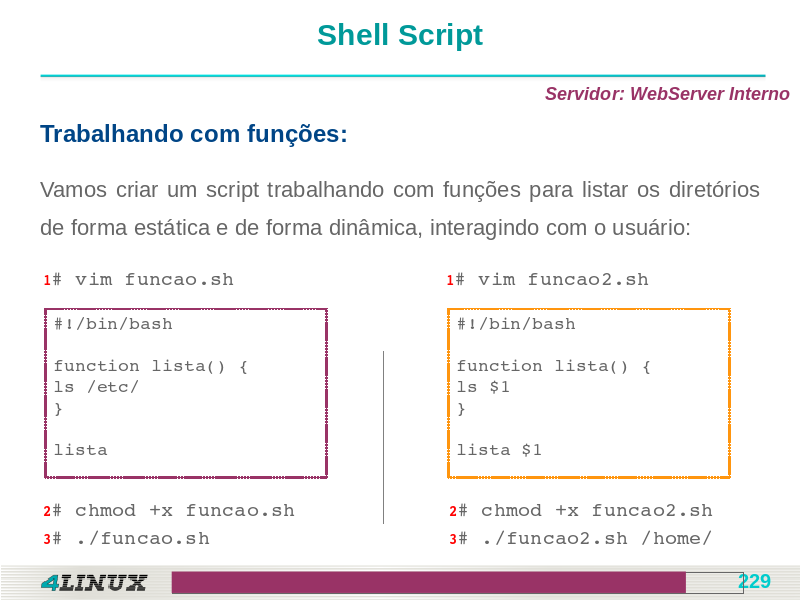 Shell Script
Servidor: WebServer Interno
Trabalhando com funções:
Vamos criar um script trabalhando com funções para listar os diretórios
de forma estática e de forma dinâmica, interagindo com o usuário:
1# vim funcao.sh
#!/bin/bash
function lista() {
ls /etc/
}
lista
2# chmod +x funcao.sh
3# ./funcao.sh
1# vim funcao2.sh
#!/bin/bash
function lista() {
ls $1
}
lista $1
2# chmod +x funcao2.sh
3# ./funcao2.sh /home/
4LINUX
229